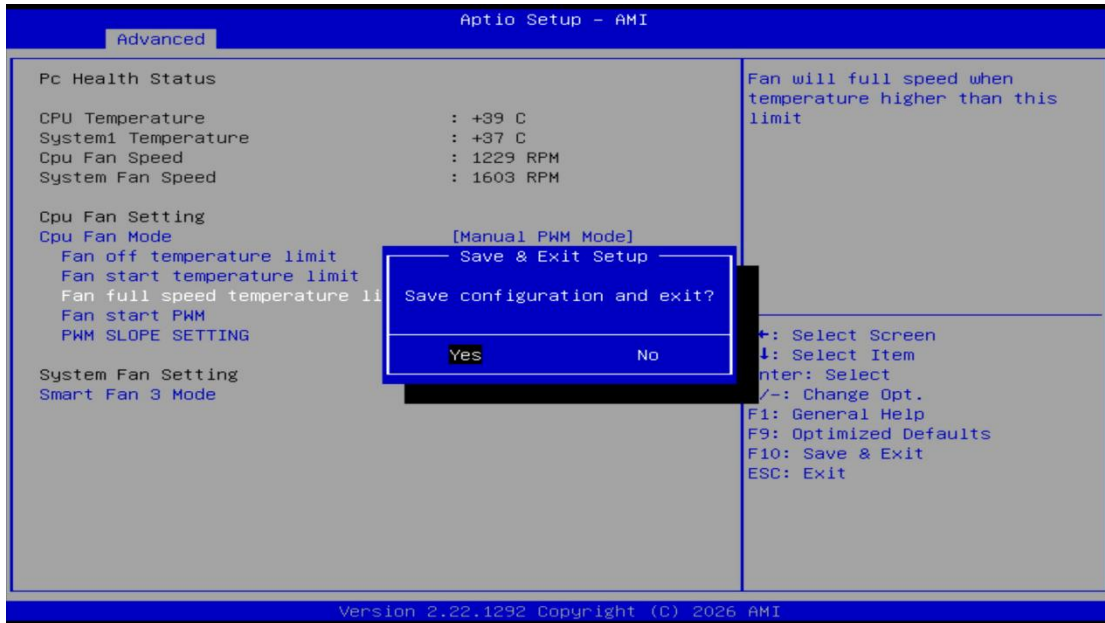 Aptio Setup – AMI
Advanced
Pc Health Status
CPU Temperature : +39 C
System1 Temperature : +37 C
Cpu Fan Speed : 1229 RPM
System Fan Speed : 1603 RPM
Cpu Fan Setting
Cpu Fan Mode [Manual PWM Mode]
Fan off temperature limit
Fan start temperature limit
Fan full speed temperature li
Fan start PWM
PWM SLOPE SETTING
System Fan Setting
Smart Fan 3 Mode
Save & Exit Setup
Save configuration and exit?
Yes No
Fan will full speed when
temperature higher than this
limit
←: Select Screen
↓: Select Item
nter: Select
/-: Change Opt.
F1: General Help
F9: Optimized Defaults
F10: Save & Exit
ESC: Exit
Version 2.22.1292 Copyright (C) 2026 AMI